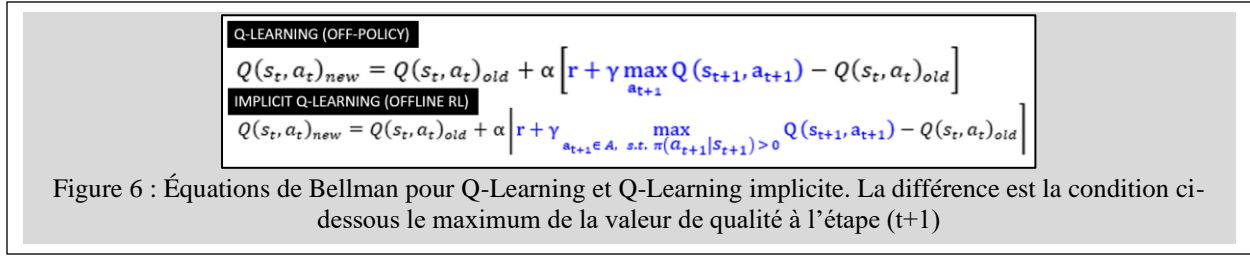 Q-LEARNING (OFF-POLICY)
Q(s_t, a_t)_new = Q(s_t, a_t)_old + α [r + γ max_{a_{t+1}} Q (s_{t+1}, a_{t+1}) − Q(s_t, a_t)_old]
IMPLICIT Q-LEARNING (OFFLINE RL)
Q(s_t, a_t)_new = Q(s_t, a_t)_old + α [r + γ max_{a_{t+1} ∈ A, s.t. π(a_{t+1}|s_{t+1}) > 0} Q (s_{t+1}, a_{t+1}) − Q(s_t, a_t)_old]
Figure 6 : Équations de Bellman pour Q-Learning et Q-Learning implicite. La différence est la condition ci-
dessous le maximum de la valeur de qualité à l’étape (t+1)